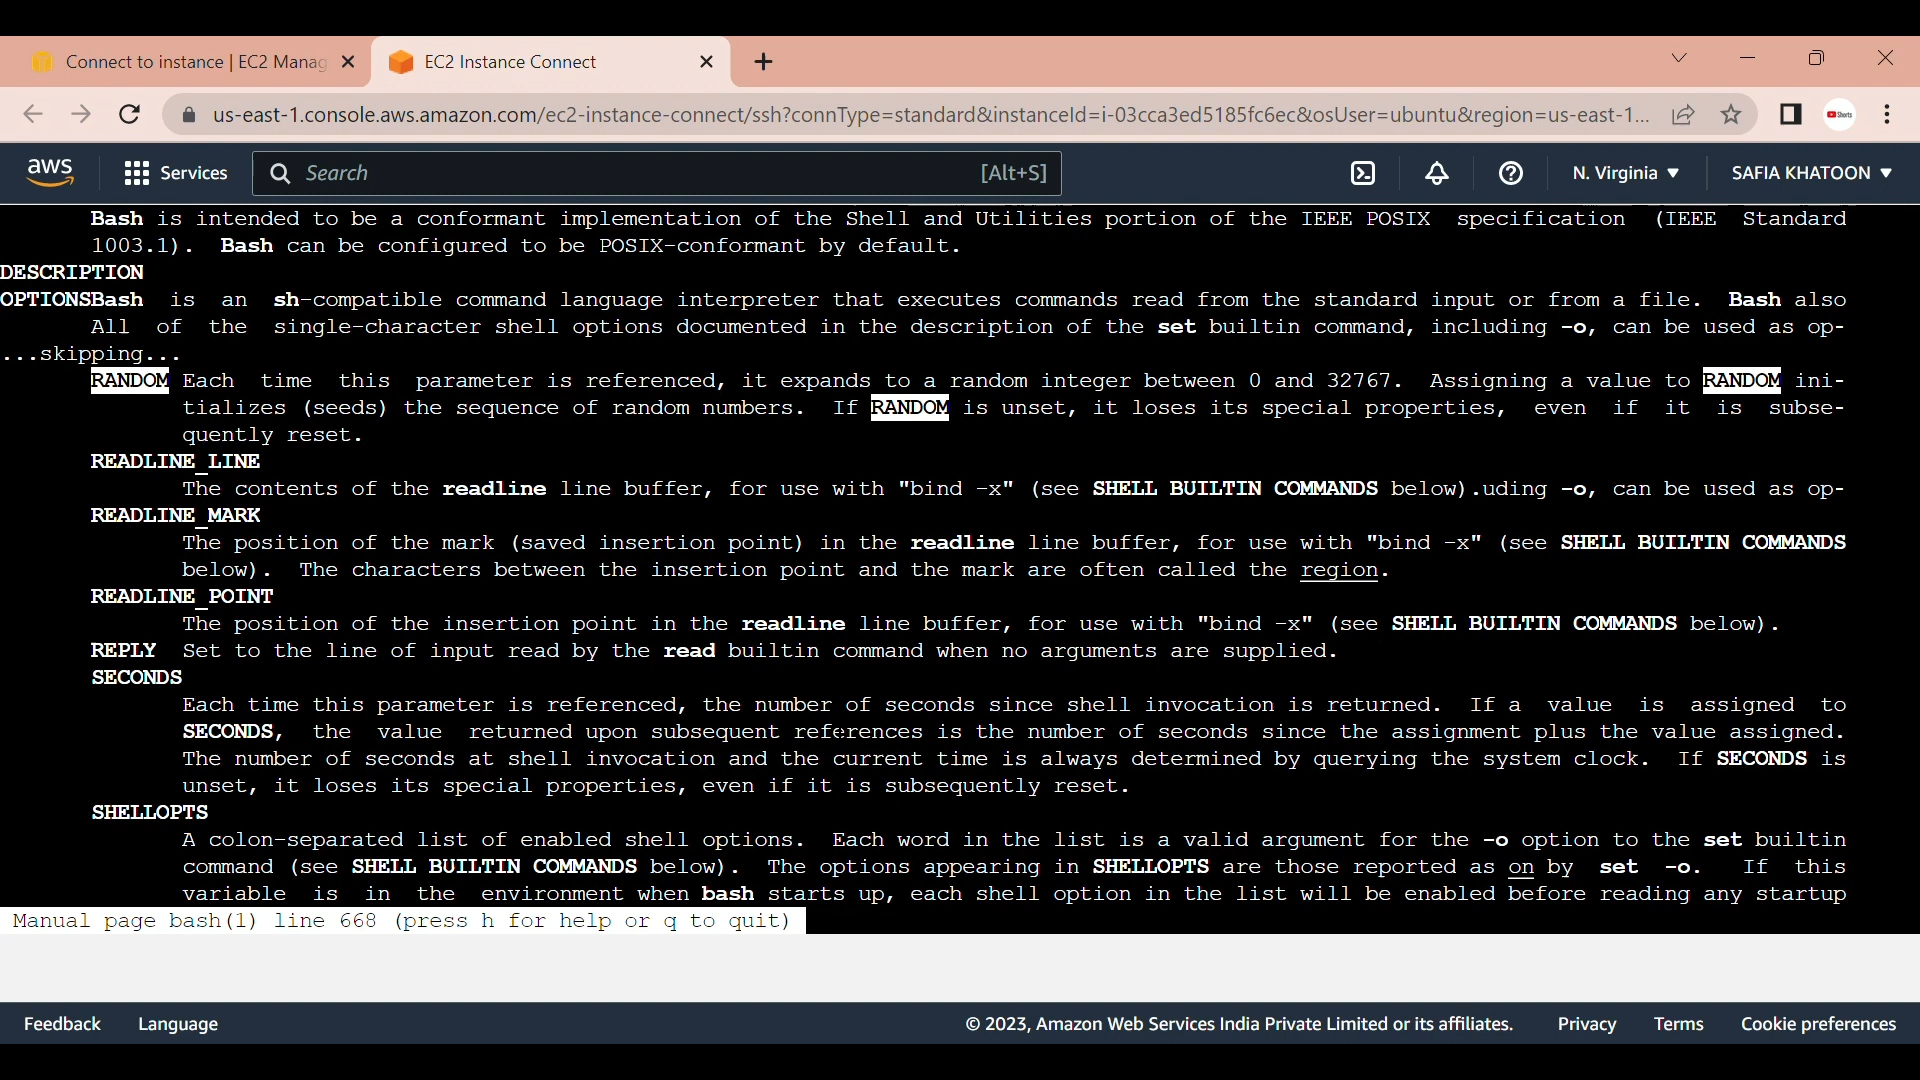 Connect to instance | EC2 Manag
EC2 Instance Connect
us-east-1.console.aws.amazon.com/ec2-instance-connect/ssh?connType=standard&instanceId=i-03cca3ed5185fc6ec&osUser=ubuntu&region=us-east-1...
Shorts
aws Services Search [Alt+S] N. Virginia SAFIA KHATOON
Bash is intended to be a conformant implementation of the Shell and Utilities portion of the IEEE POSIX specification (IEEE Standard
1003.1). Bash can be configured to be POSIX-conformant by default.
DESCRIPTION
OPTIONSBash is an sh-compatible command language interpreter that executes commands read from the standard input or from a file. Bash also
All of the single-character shell options documented in the description of the set builtin command, including -o, can be used as op-
...skipping...
RANDOM Each time this parameter is referenced, it expands to a random integer between 0 and 32767. Assigning a value to RANDOM ini-
tializes (seeds) the sequence of random numbers. If RANDOM is unset, it loses its special properties, even if it is subse-
quently reset.
READLINE_LINE
The contents of the readline line buffer, for use with "bind -x" (see SHELL BUILTIN COMMANDS below).uding -o, can be used as op-
READLINE_MARK
The position of the mark (saved insertion point) in the readline line buffer, for use with "bind -x" (see SHELL BUILTIN COMMANDS
below). The characters between the insertion point and the mark are often called the region.
READLINE_POINT
The position of the insertion point in the readline line buffer, for use with "bind -x" (see SHELL BUILTIN COMMANDS below).
REPLY Set to the line of input read by the read builtin command when no arguments are supplied.
SECONDS
Each time this parameter is referenced, the number of seconds since shell invocation is returned. If a value is assigned to
SECONDS, the value returned upon subsequent references is the number of seconds since the assignment plus the value assigned.
The number of seconds at shell invocation and the current time is always determined by querying the system clock. If SECONDS is
unset, it loses its special properties, even if it is subsequently reset.
SHELLOPTS
A colon-separated list of enabled shell options. Each word in the list is a valid argument for the -o option to the set builtin
command (see SHELL BUILTIN COMMANDS below). The options appearing in SHELLOPTS are those reported as on by set -o. If this
variable is in the environment when bash starts up, each shell option in the list will be enabled before reading any startup
Manual page bash(1) line 668 (press h for help or q to quit)
Feedback Language © 2023, Amazon Web Services India Private Limited or its affiliates. Privacy Terms Cookie preferences